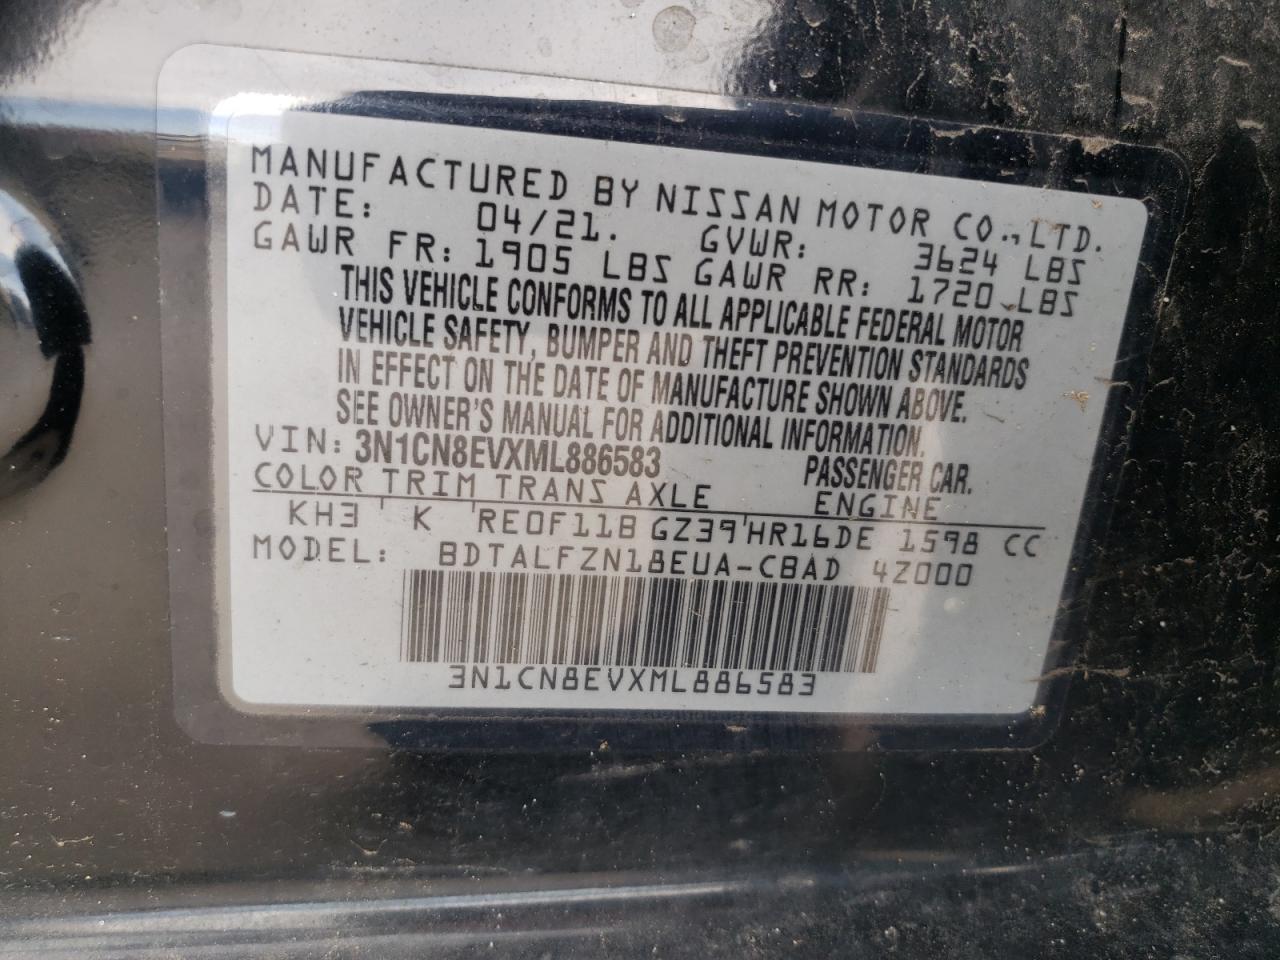 MANUFACTURED BY NISSAN MOTOR CO., LTD.
DATE: 04/21. GVWR: 3624 LBS
GAWR FR: 1905 LBS GAWR RR: 1720 LBS
THIS VEHICLE CONFORMS TO ALL APPLICABLE FEDERAL MOTOR
VEHICLE SAFETY, BUMPER AND THEFT PREVENTION STANDARDS
IN EFFECT ON THE DATE OF MANUFACTURE SHOWN ABOVE.
SEE OWNER'S MANUAL FOR ADDITIONAL INFORMATION.
VIN: 3N1CN8EVXML886583 PASSENGER CAR.
COLOR TRIM TRANS AXLE ENGINE
KH3 K RE0F11B GZ39 HR16DE 1598 CC
MODEL: BDTALFZN18EUA-CBAD 4Z000
3N1CN8EVXML886583